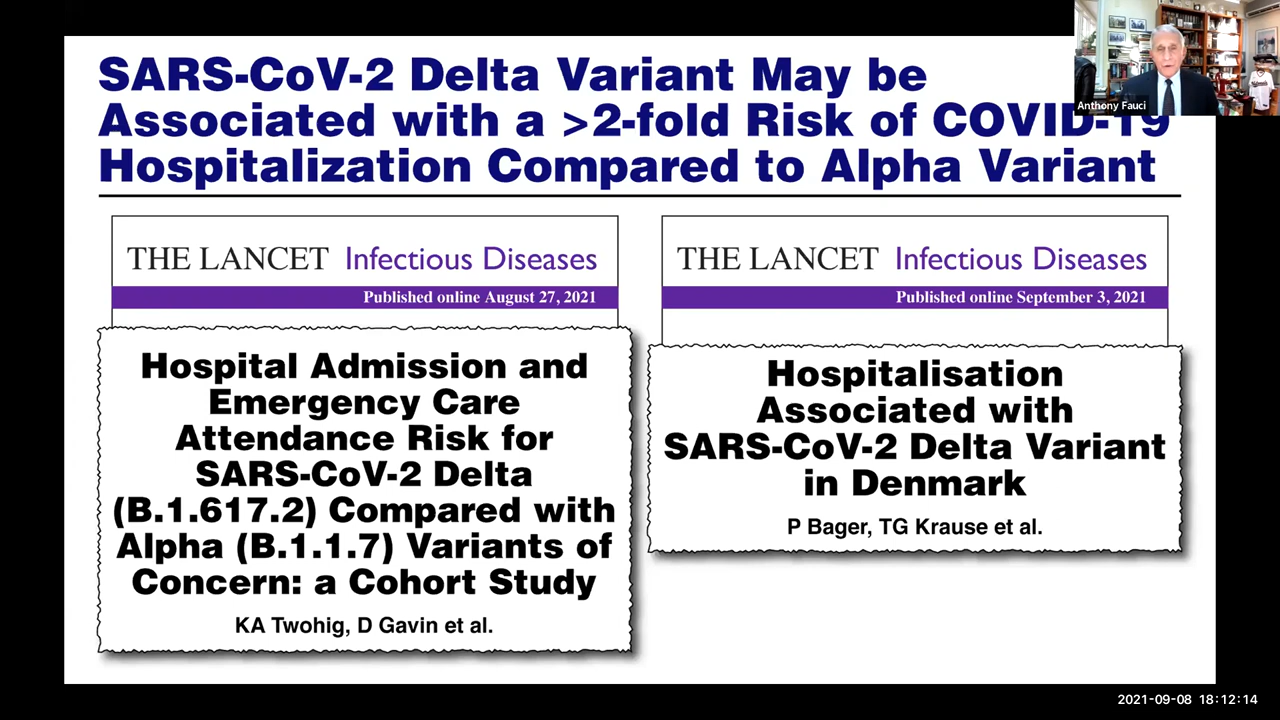 SARS-CoV-2 Delta Variant May be
Associated with a >2-fold Risk of COVID-19
Hospitalization Compared to Alpha Variant
Anthony Fauci
THE LANCET Infectious Diseases
Published online August 27, 2021
Hospital Admission and
Emergency Care
Attendance Risk for
SARS-CoV-2 Delta
(B.1.617.2) Compared with
Alpha (B.1.1.7) Variants of
Concern: a Cohort Study
KA Twohig, D Gavin et al.
THE LANCET Infectious Diseases
Published online September 3, 2021
Hospitalisation
Associated with
SARS-CoV-2 Delta Variant
in Denmark
P Bager, TG Krause et al.
2021-09-08 18:12:14